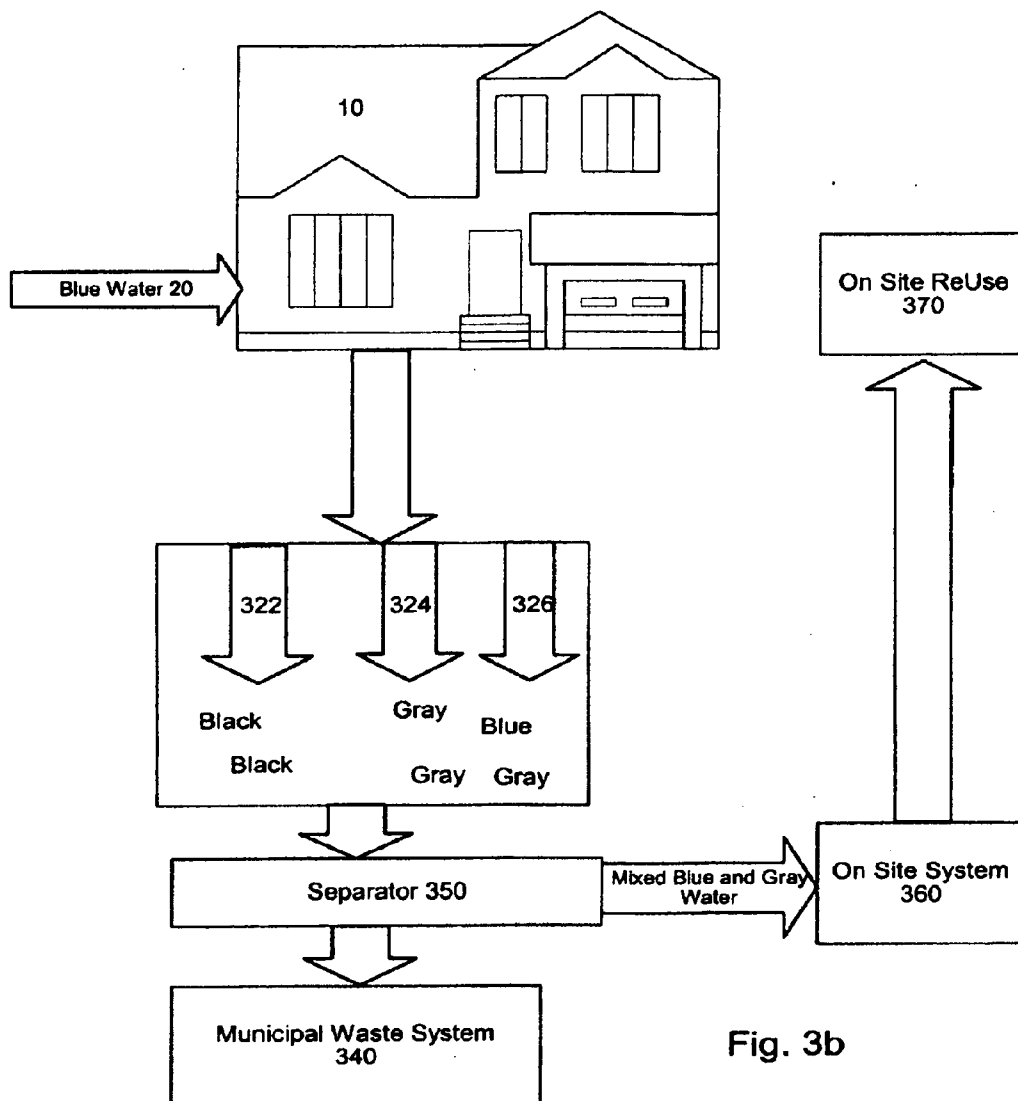 10
Blue Water 20
On Site ReUse
370
322
324
326
Black
Gray
Blue
Black
Gray
Gray
Separator 350
Mixed Blue and Gray
Water
On Site System
360
Municipal Waste System
340
Fig. 3b